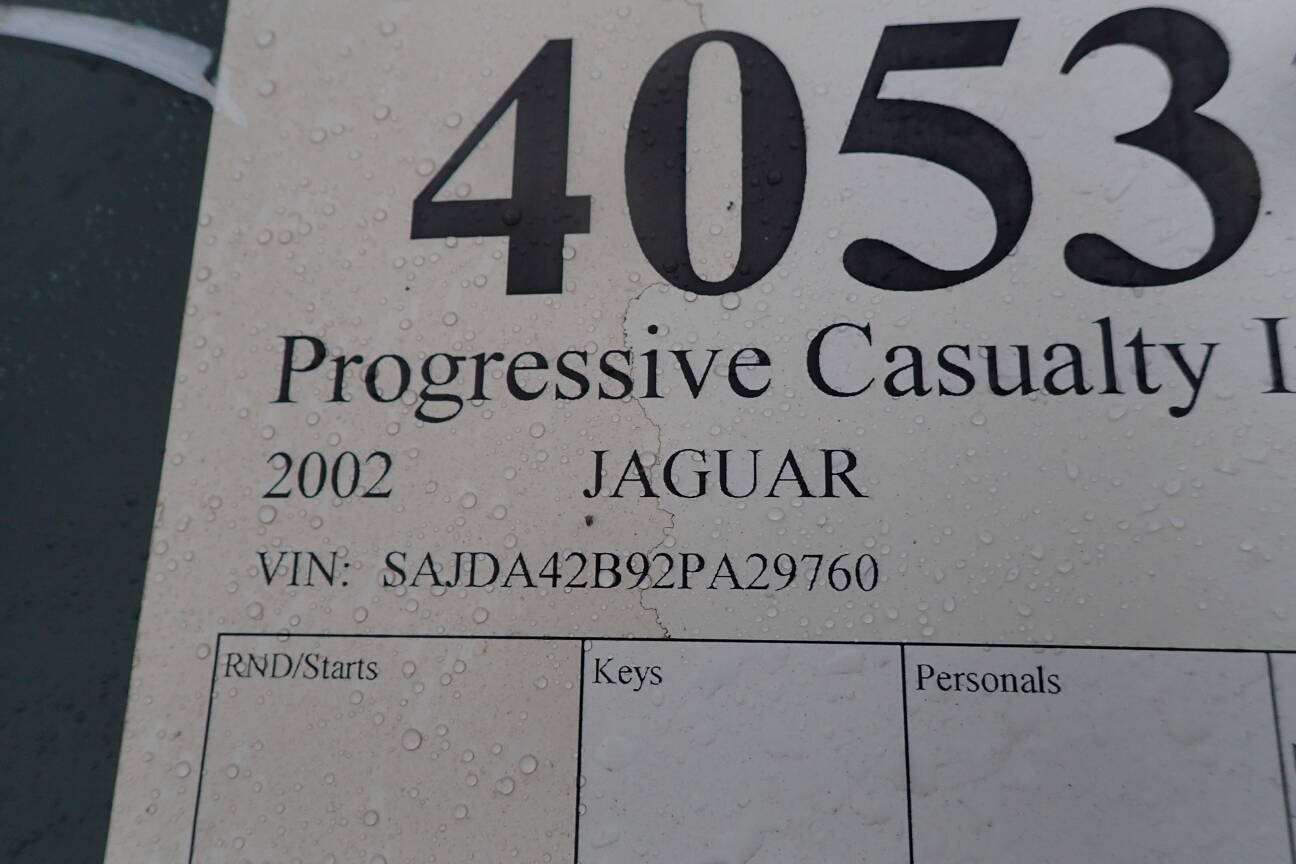 4053
Progressive Casualty I
2002 JAGUAR
VIN: SAJDA42B92PA29760
RND/Starts Keys Personals